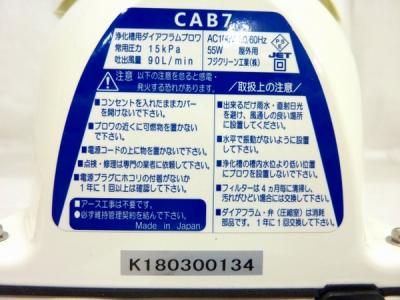 CAB7
浄化槽用ダイアフラムブロワ
AC100V 50,60Hz
常用圧力 15kPa
55W 屋外用
吐出風量 90L/min
フジクリーン工業(株)
PSE
JET
注意 以下の注意を怠ると感電・発火する恐れがあります。
■コンセントを入れたままカバーを開けないで下さい。
■ブロワの近くに可燃物を置かないで下さい。
■電源コードの上に物を置かないで下さい。
■点検・修理は専門の業者に依頼して下さい。
■電源プラグにホコリの付着がないか1年に1回以上は確認して下さい。
■アース工事は不要です。
●必ず維持管理契約を結んで下さい。
Made in Japan
/取扱上の注意/
■出来るだけ雨水・直射日光を避け、風通しの良い場所に設置してください。
■水平で振動がないように設置して下さい。
■浄化槽の槽内水位より低い位置にブロワを設置しないで下さい。
■フィルターは4ヵ月毎に清掃し、汚れがひどい場合には交換して下さい。
■ダイアフラム・弁(圧縮室)は消耗部品です。1年に1回交換して下さい。
K180300134